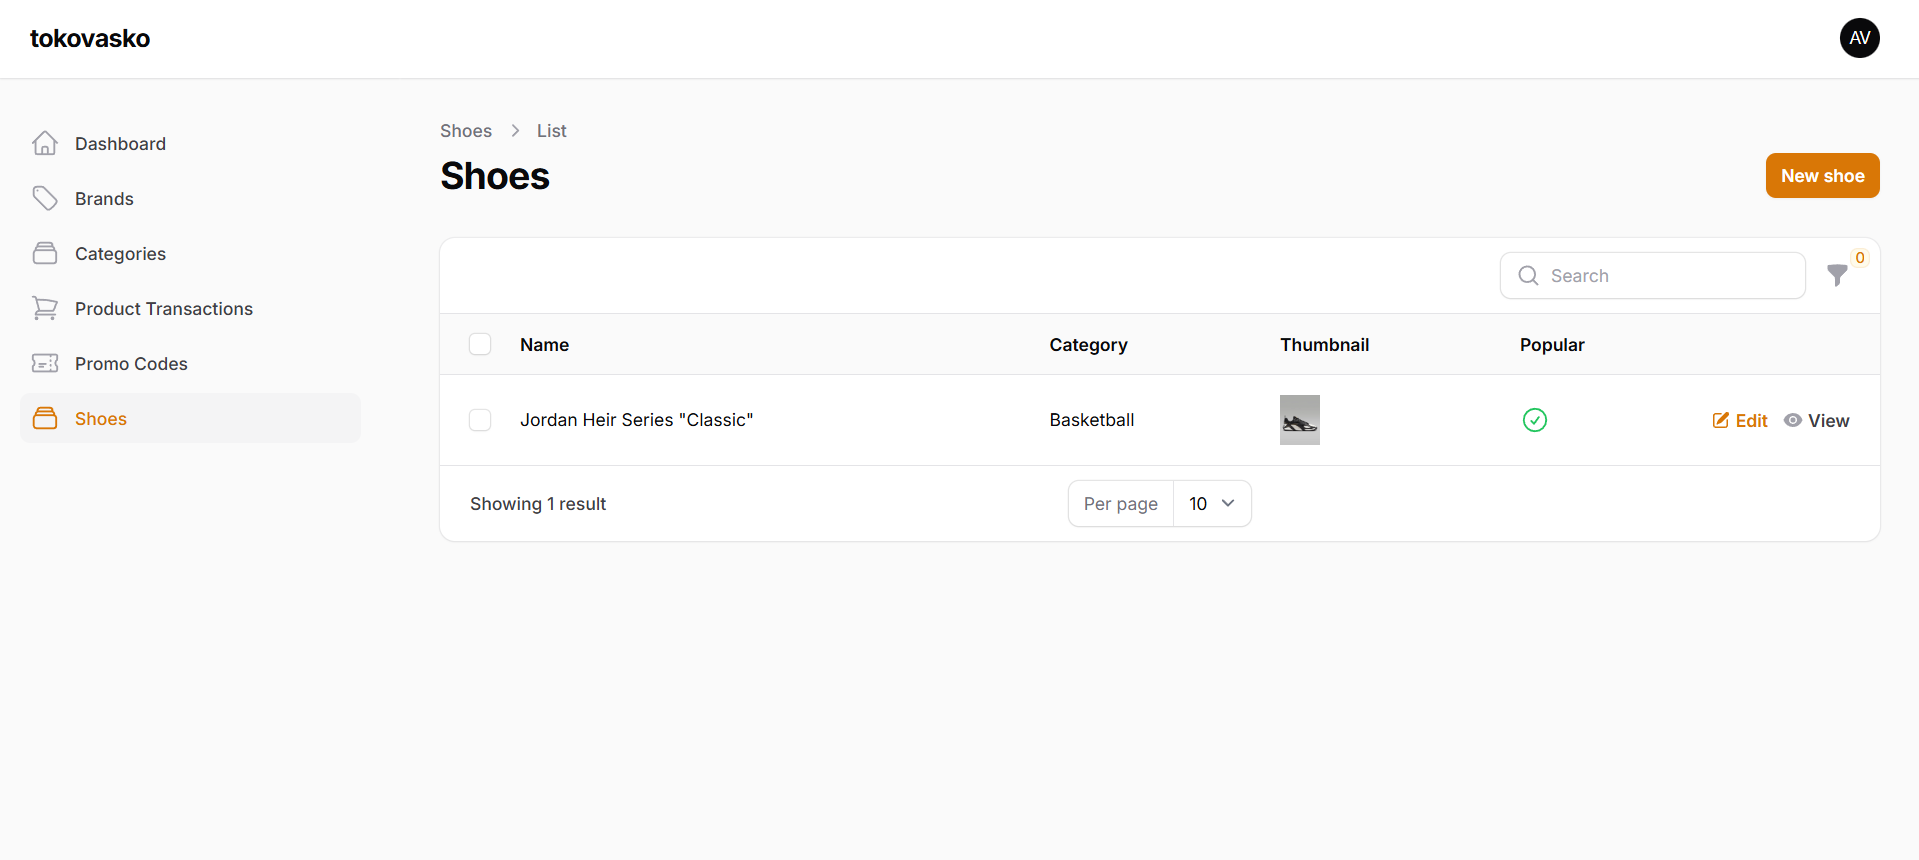 tokovasko
AV
Dashboard
Brands
Categories
Product Transactions
Promo Codes
Shoes
Shoes > List
Shoes
New shoe
Search
0
Name Category Thumbnail Popular
Jordan Heir Series "Classic" Basketball Edit View
Showing 1 result Per page 10